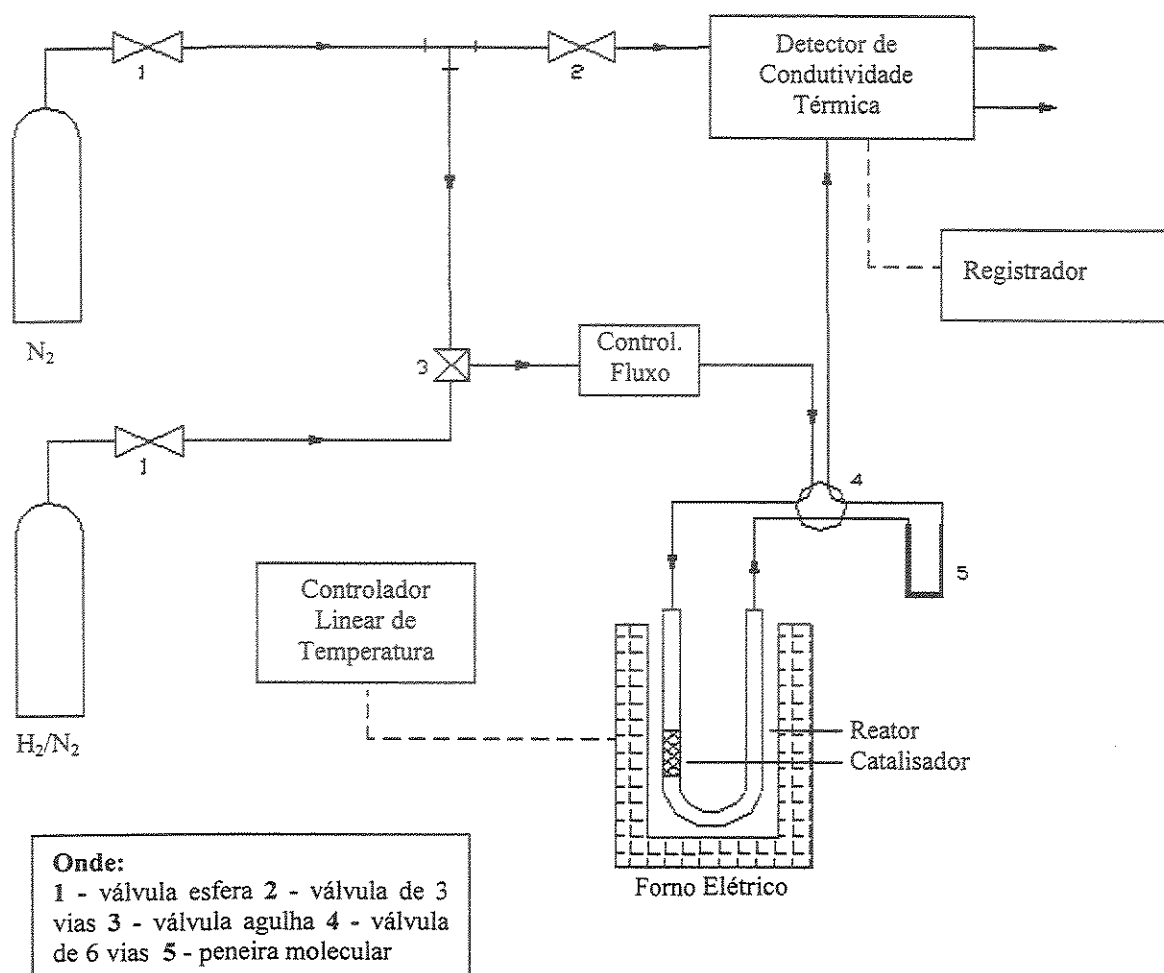 1
2
Detector de
Condutividade
Térmica
Registrador
N₂
3
Control.
Fluxo
1
4
5
H₂/N₂
Controlador
Linear de
Temperatura
Reator
Catalisador
Forno Elétrico
Onde:
1 - válvula esfera 2 - válvula de 3
vias 3 - válvula agulha 4 - válvula
de 6 vias 5 - peneira molecular